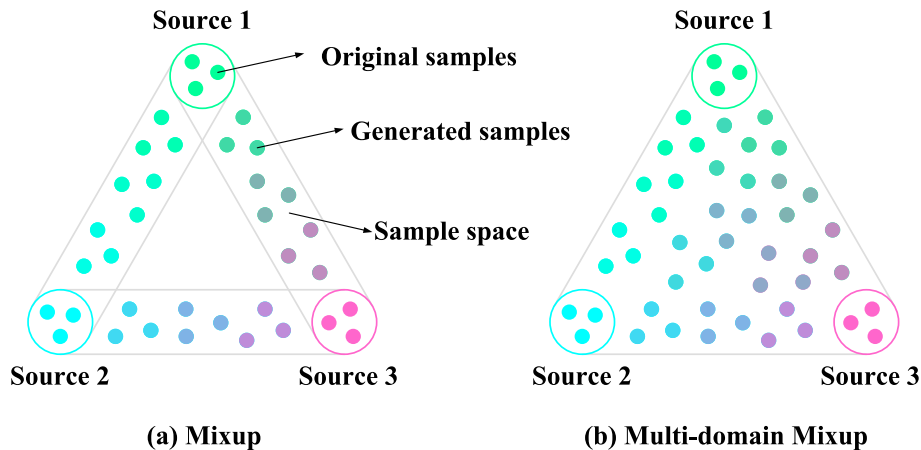 Source 1
Original samples
Generated samples
Sample space
Source 2
Source 3
(a) Mixup
Source 1
Source 2
Source 3
(b) Multi-domain Mixup